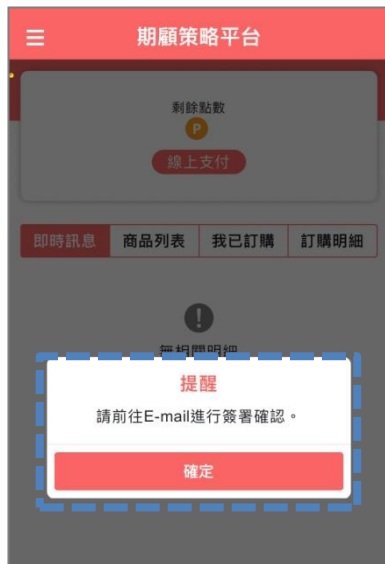 期顧策略平台
剩餘點數
P
線上支付
即時訊息 商品列表 我已訂購 訂購明細
無相關明細
提醒
請前往E-mail進行簽署確認。
確定